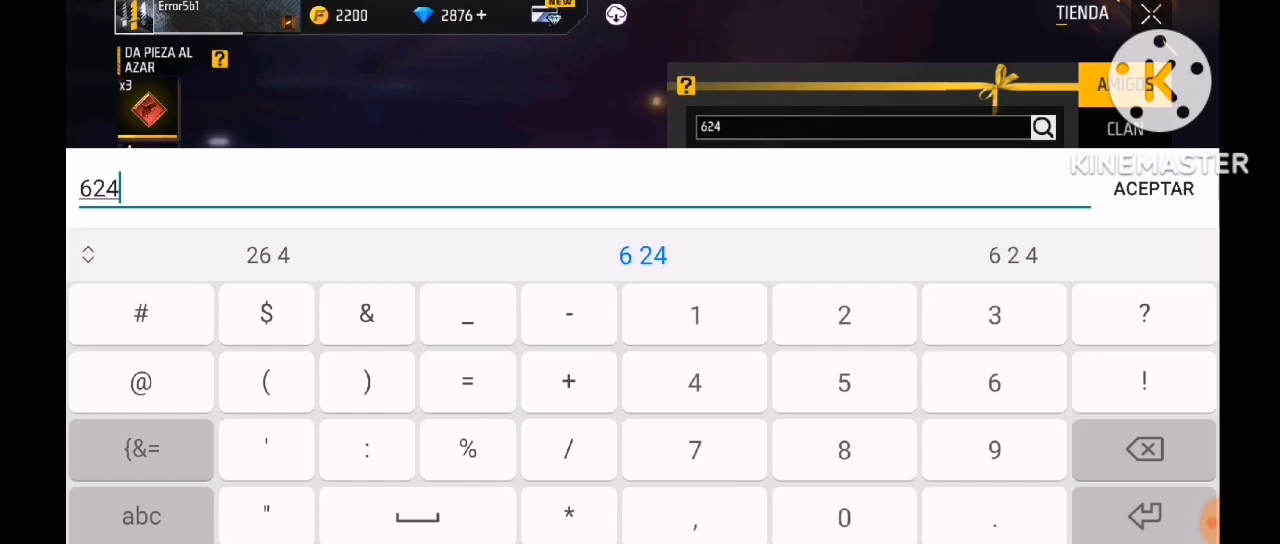 Error5b1
2200
2876 +
NEW
TIENDA
DA PIEZA AL
AZAR
?
x3
?
AMIGOS
K
624
CLAN
KINEMASTER
624
ACEPTAR
26 4
6 24
6 2 4
# $ & _ - 1 2 3 ?
@ ( ) = + 4 5 6 !
{&= ' : % / 7 8 9
abc " * , 0 .